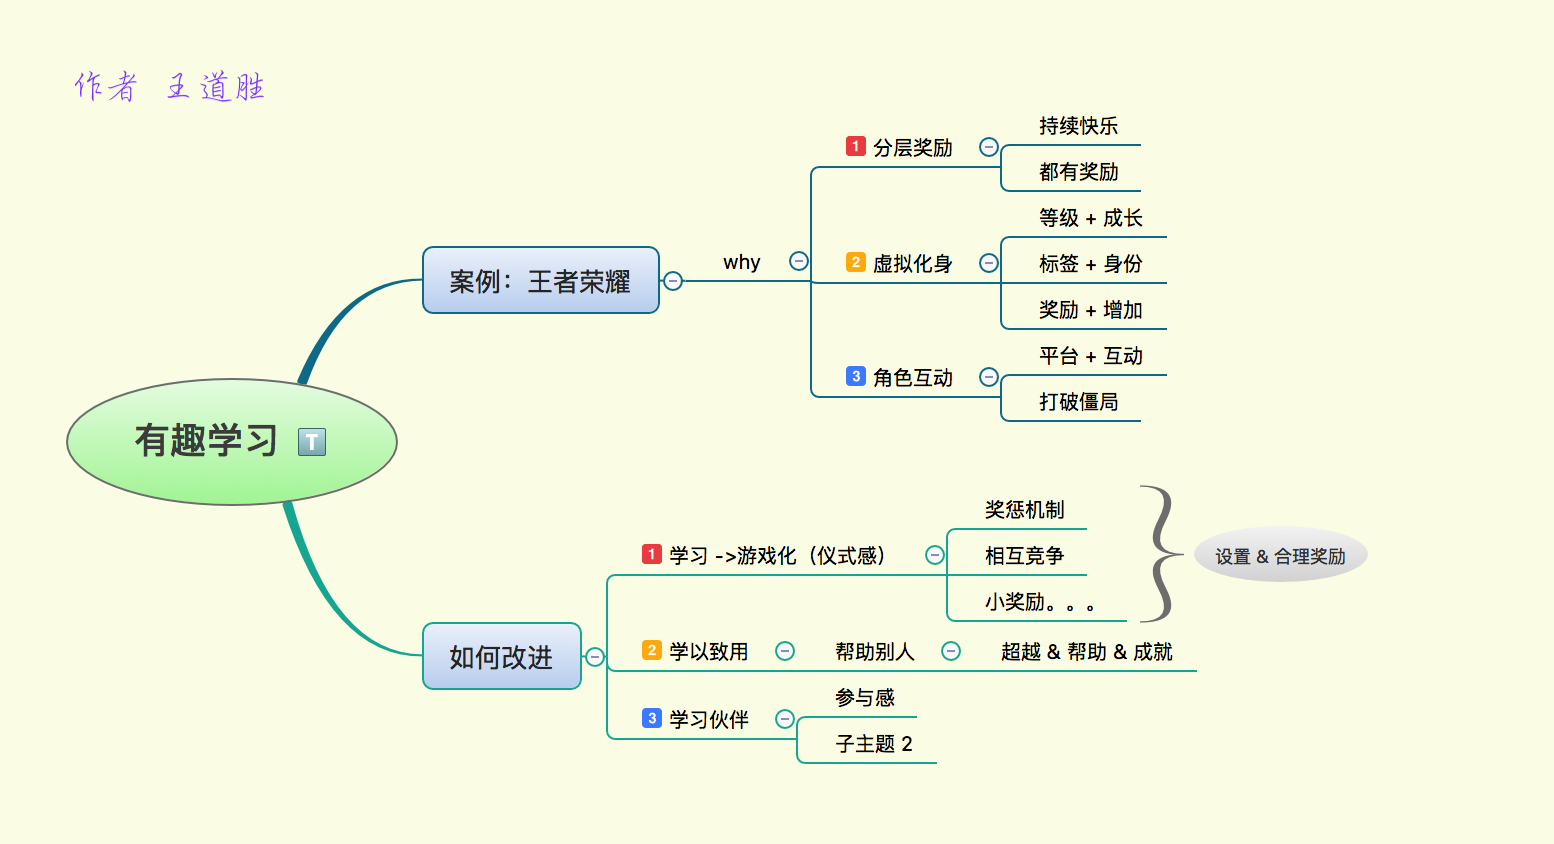 作者 王道胜
有趣学习 T
案例：王者荣耀
why
1 分层奖励
持续快乐
都有奖励
2 虚拟化身
等级 + 成长
标签 + 身份
奖励 + 增加
3 角色互动
平台 + 互动
打破僵局
如何改进
1 学习 ->游戏化（仪式感）
奖惩机制
相互竞争
小奖励。。。
设置 & 合理奖励
2 学以致用
帮助别人
超越 & 帮助 & 成就
3 学习伙伴
参与感
子主题 2